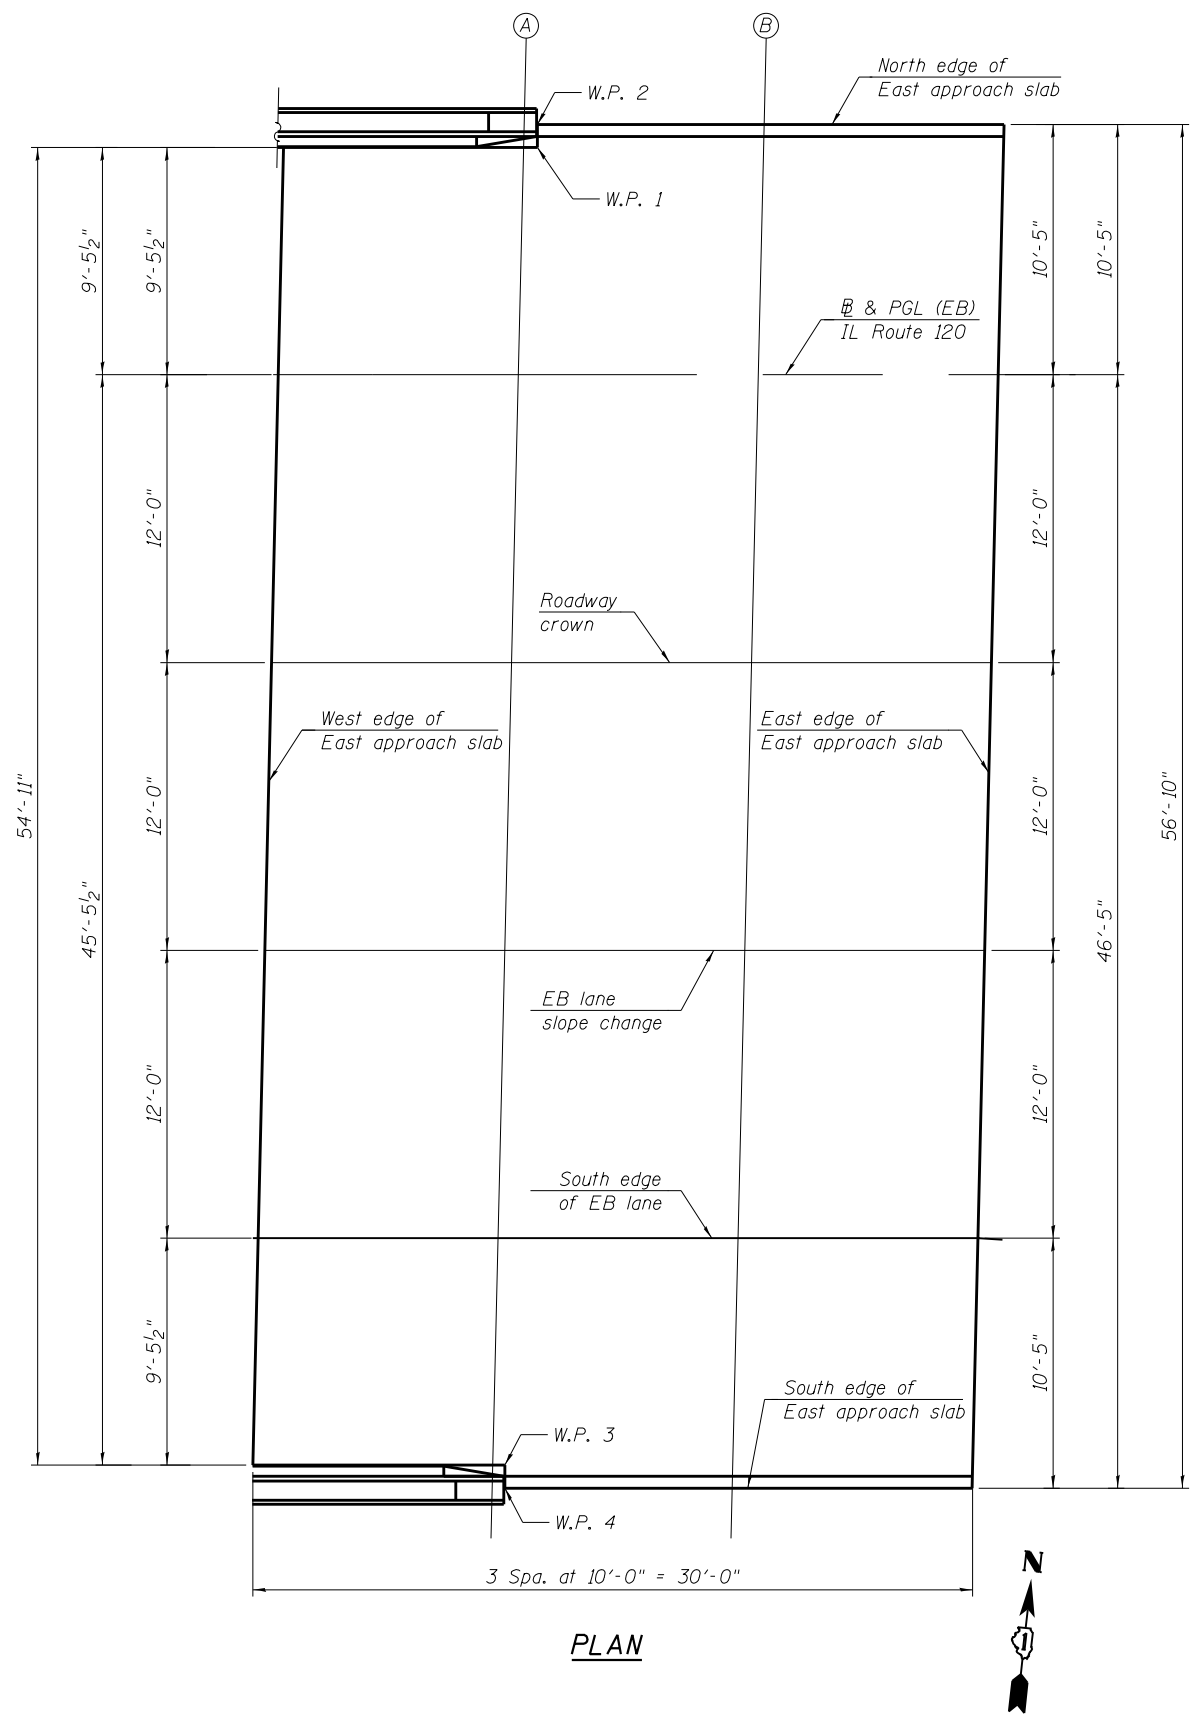 A
B
North edge of
East approach slab
W.P. 2
W.P. 1
9'-5½"
9'-5½"
10'-5"
10'-5"
℄ & PGL (EB)
IL Route 120
12'-0"
12'-0"
Roadway
crown
West edge of
East approach slab
East edge of
East approach slab
54'-11"
12'-0"
12'-0"
56'-10"
45'-5½"
46'-5"
EB lane
slope change
12'-0"
12'-0"
South edge
of EB lane
9'-5½"
10'-5"
South edge of
East approach slab
W.P. 3
W.P. 4
3 Spa. at 10'-0" = 30'-0"
N
1
PLAN